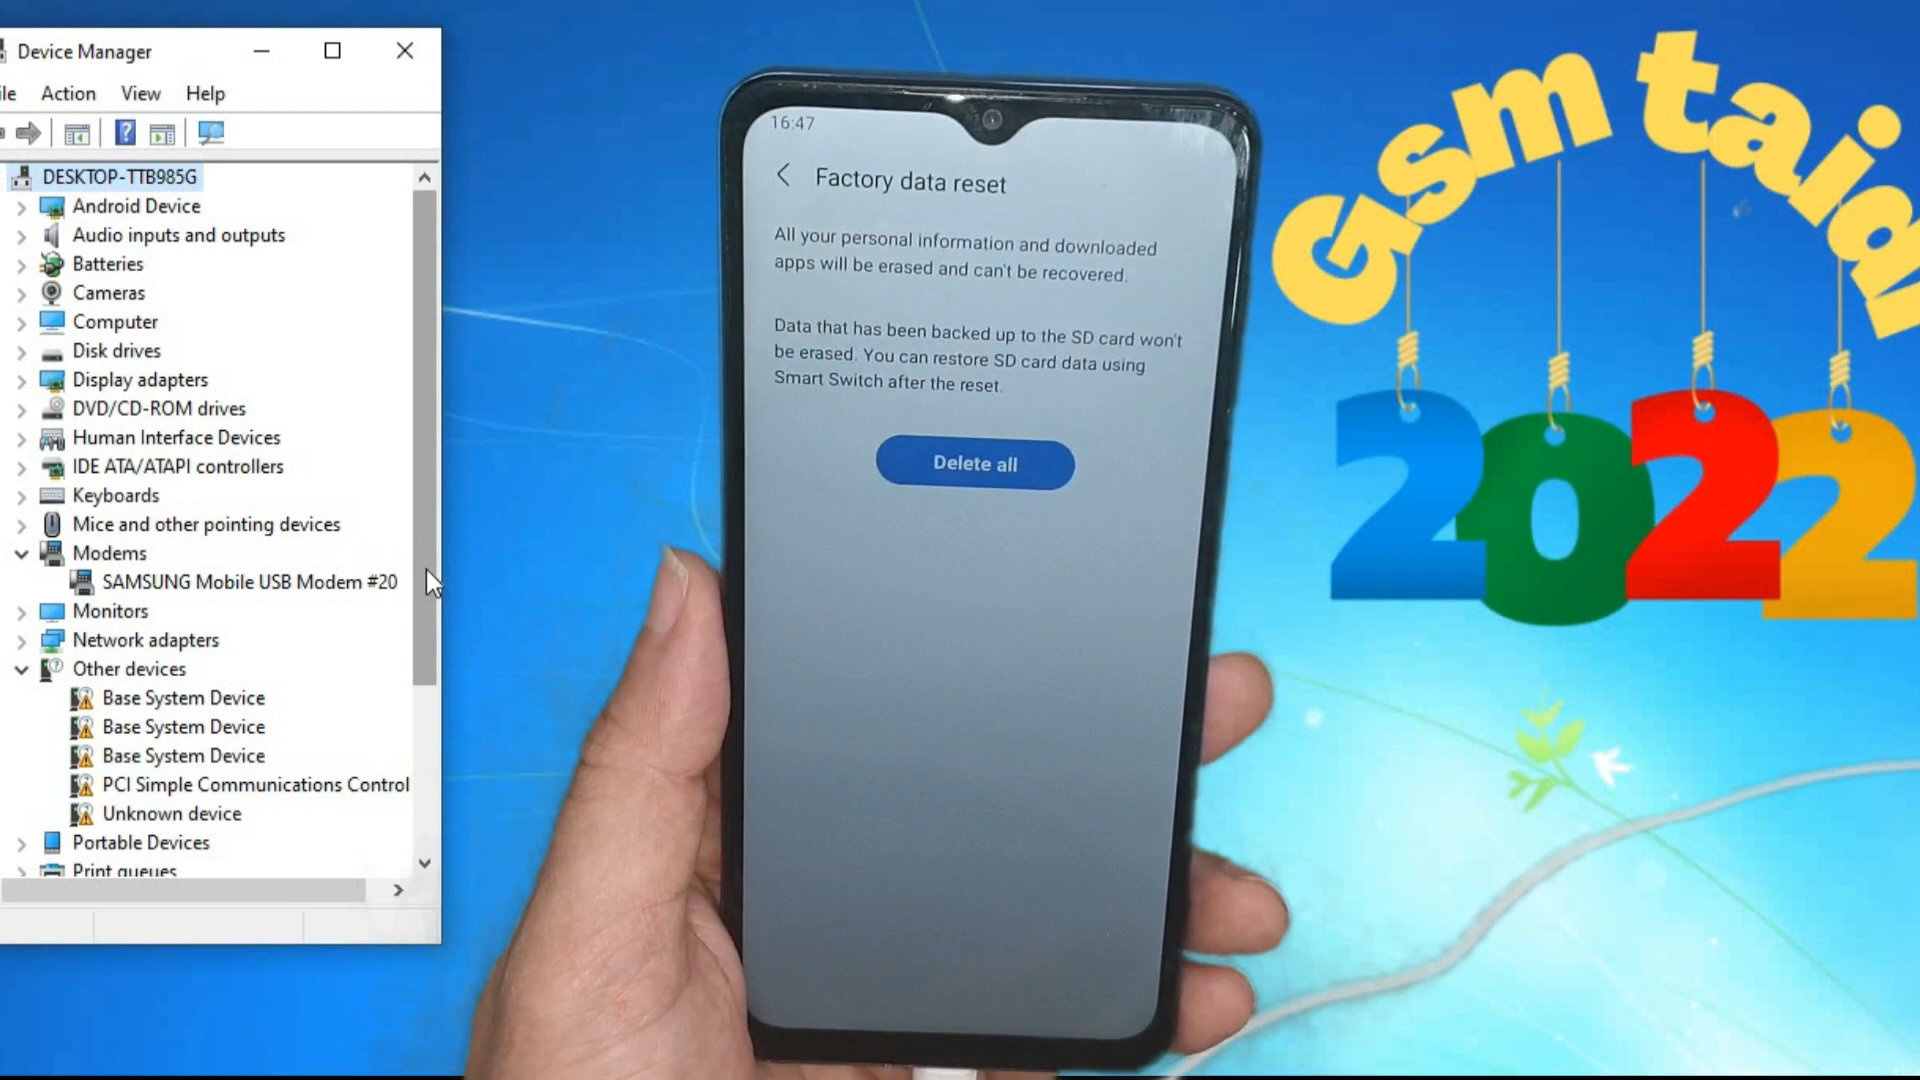 Device Manager
ile Action View Help
DESKTOP-TTB985G
Android Device
Audio inputs and outputs
Batteries
Cameras
Computer
Disk drives
Display adapters
DVD/CD-ROM drives
Human Interface Devices
IDE ATA/ATAPI controllers
Keyboards
Mice and other pointing devices
Modems
SAMSUNG Mobile USB Modem #20
Monitors
Network adapters
Other devices
Base System Device
Base System Device
Base System Device
PCI Simple Communications Control
Unknown device
Portable Devices
Print queues
16:47
Factory data reset
All your personal information and downloaded
apps will be erased and can't be recovered.
Data that has been backed up to the SD card won't
be erased. You can restore SD card data using
Smart Switch after the reset.
Delete all
Gsm taid
2022